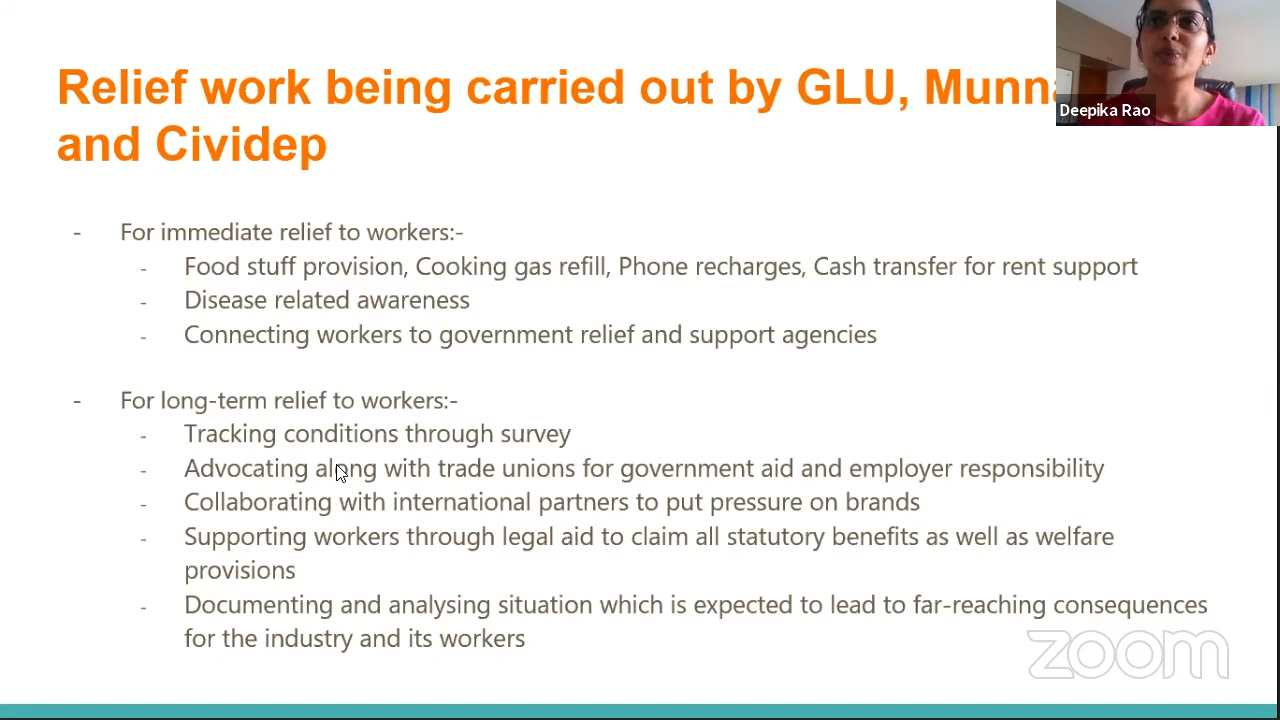 Relief work being carried out by GLU,
and Cividep
Deepika Rao
- For immediate relief to workers:-
- Food stuff provision, Cooking gas refill, Phone recharges, Cash transfer for rent support
- Disease related awareness
- Connecting workers to government relief and support agencies
- For long-term relief to workers:-
- Tracking conditions through survey
- Advocating along with trade unions for government aid and employer responsibility
- Collaborating with international partners to put pressure on brands
- Supporting workers through legal aid to claim all statutory benefits as well as welfare
provisions
- Documenting and analysing situation which is expected to lead to far-reaching consequences
for the industry and its workers
zoom